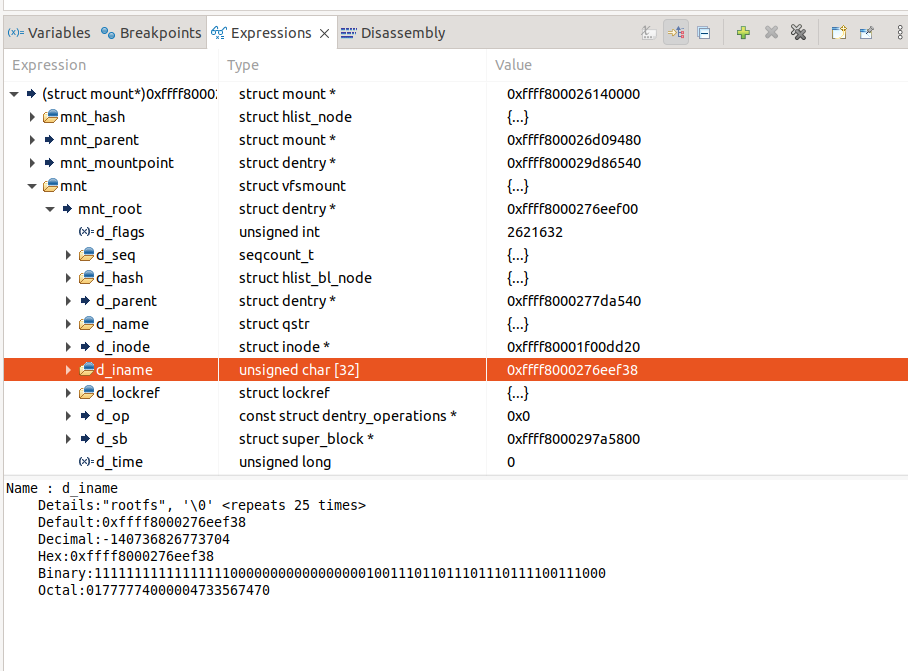 (x)= Variables Breakpoints Expressions Disassembly
Expression Type Value
(struct mount*)0xffff8000 struct mount * 0xffff800026140000
mnt_hash struct hlist_node {...}
mnt_parent struct mount * 0xffff800026d09480
mnt_mountpoint struct dentry * 0xffff800029d86540
mnt struct vfsmount {...}
mnt_root struct dentry * 0xffff8000276eef00
(x)= d_flags unsigned int 2621632
d_seq seqcount_t {...}
d_hash struct hlist_bl_node {...}
d_parent struct dentry * 0xffff8000277da540
d_name struct qstr {...}
d_inode struct inode * 0xffff80001f00dd20
d_iname unsigned char [32] 0xffff8000276eef38
d_lockref struct lockref {...}
d_op const struct dentry_operations * 0x0
d_sb struct super_block * 0xffff8000297a5800
(x)= d_time unsigned long 0
Name : d_iname
Details:"rootfs", '\0' <repeats 25 times>
Default:0xffff8000276eef38
Decimal:-140736826773704
Hex:0xffff8000276eef38
Binary:1111111111111111100000000000000000100111011011101110111100111000
Octal:01777774000004733567470